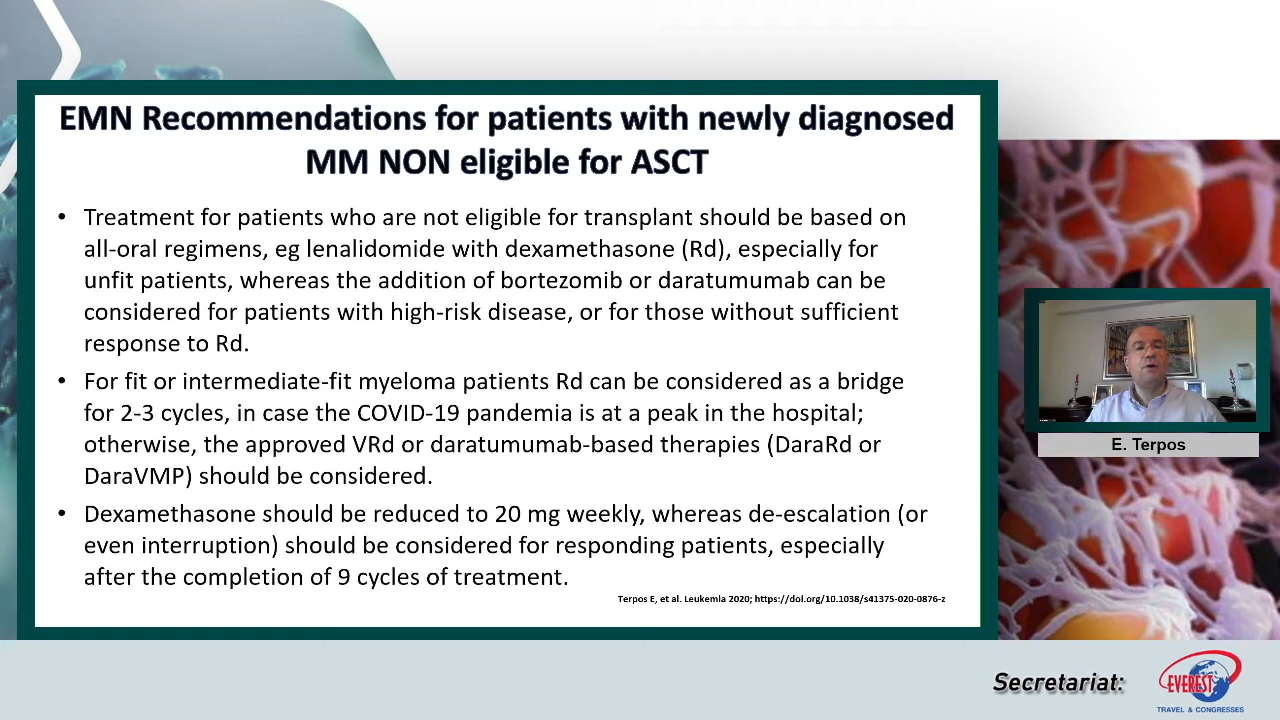 EMN Recommendations for patients with newly diagnosed
MM NON eligible for ASCT
• Treatment for patients who are not eligible for transplant should be based on
all-oral regimens, eg lenalidomide with dexamethasone (Rd), especially for
unfit patients, whereas the addition of bortezomib or daratumumab can be
considered for patients with high-risk disease, or for those without sufficient
response to Rd.
• For fit or intermediate-fit myeloma patients Rd can be considered as a bridge
for 2-3 cycles, in case the COVID-19 pandemia is at a peak in the hospital;
otherwise, the approved VRd or daratumumab-based therapies (DaraRd or
DaraVMP) should be considered.
• Dexamethasone should be reduced to 20 mg weekly, whereas de-escalation (or
even interruption) should be considered for responding patients, especially
after the completion of 9 cycles of treatment.
Terpos E, et al. Leukemia 2020; https://doi.org/10.1038/s41375-020-0876-z
E. Terpos
Secretariat:
EVEREST
TRAVEL & CONGRESSES